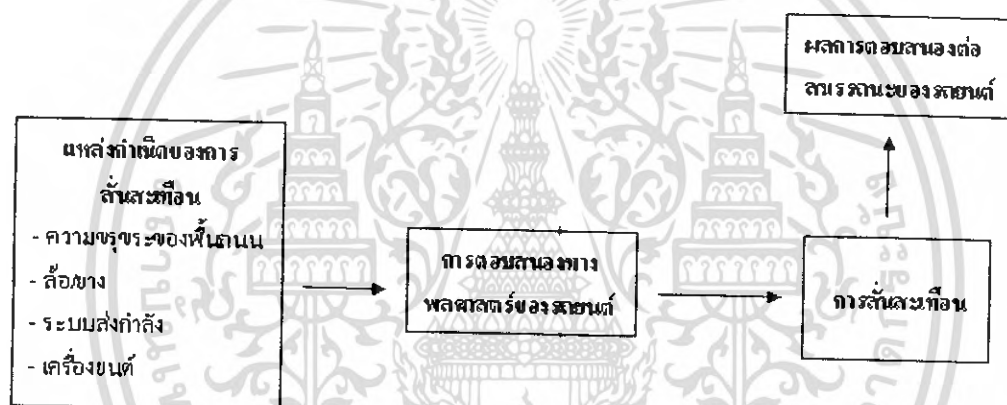 แหล่งกำเนิดของการ
สั่นสะเทือน
- ความขรุขระของพื้นถนน
- ล้อ/ยาง
- ระบบส่งกำลัง
- เครื่องยนต์
การตอบสนองทาง
พลศาสตร์ของรถยนต์
การสั่นสะเทือน
ผลการตอบสนองต่อ
สมรรถนะของรถยนต์